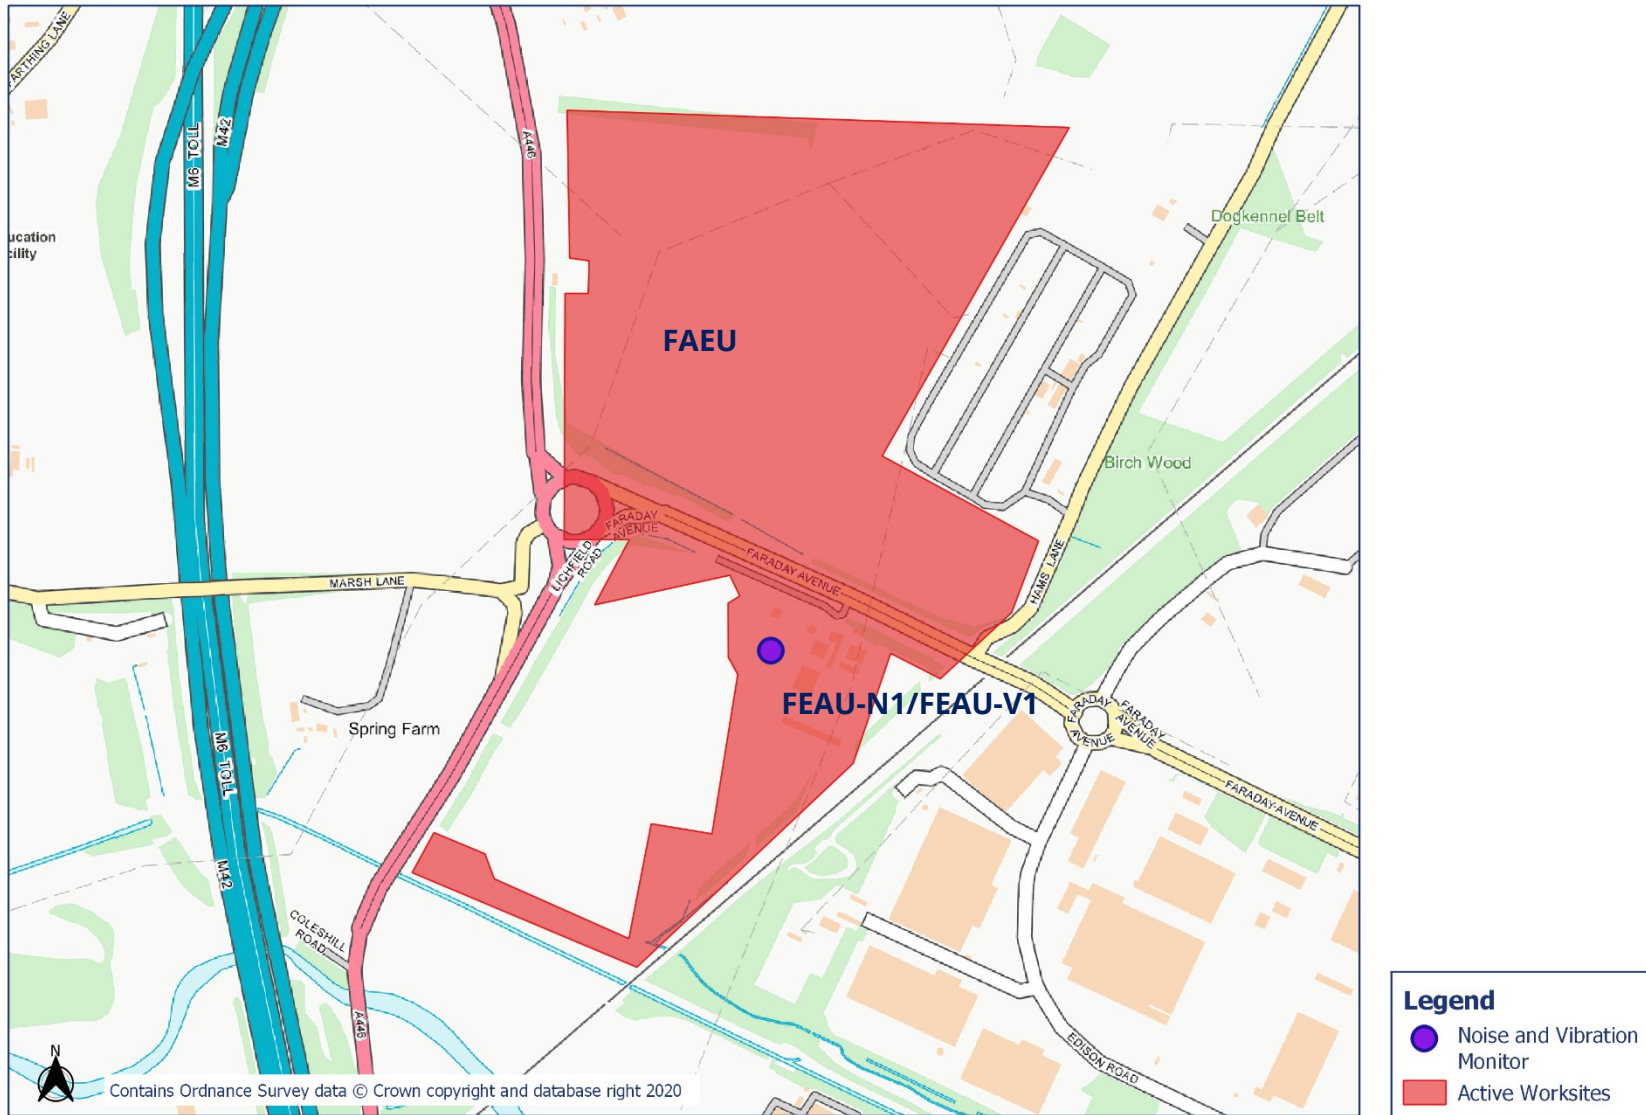 ARTHING LANE
M6 TOLL
M42
A446
Dogkennel Belt
ucation
cility
FAEU
Birch Wood
FARADAY
AVENUE
LICHFIELD
ROAD
FARADAY AVENUE
HAMS LANE
MARSH LANE
FEAU-N1/FEAU-V1
Spring Farm
FARADAY
AVENUE
FARADAY
AVENUE
M6 TOLL
FARADAY AVENUE
M42
COLESHILL
ROAD
A446
EDISON ROAD
N
Contains Ordnance Survey data © Crown copyright and database right 2020
Legend
Noise and Vibration
Monitor
Active Worksites